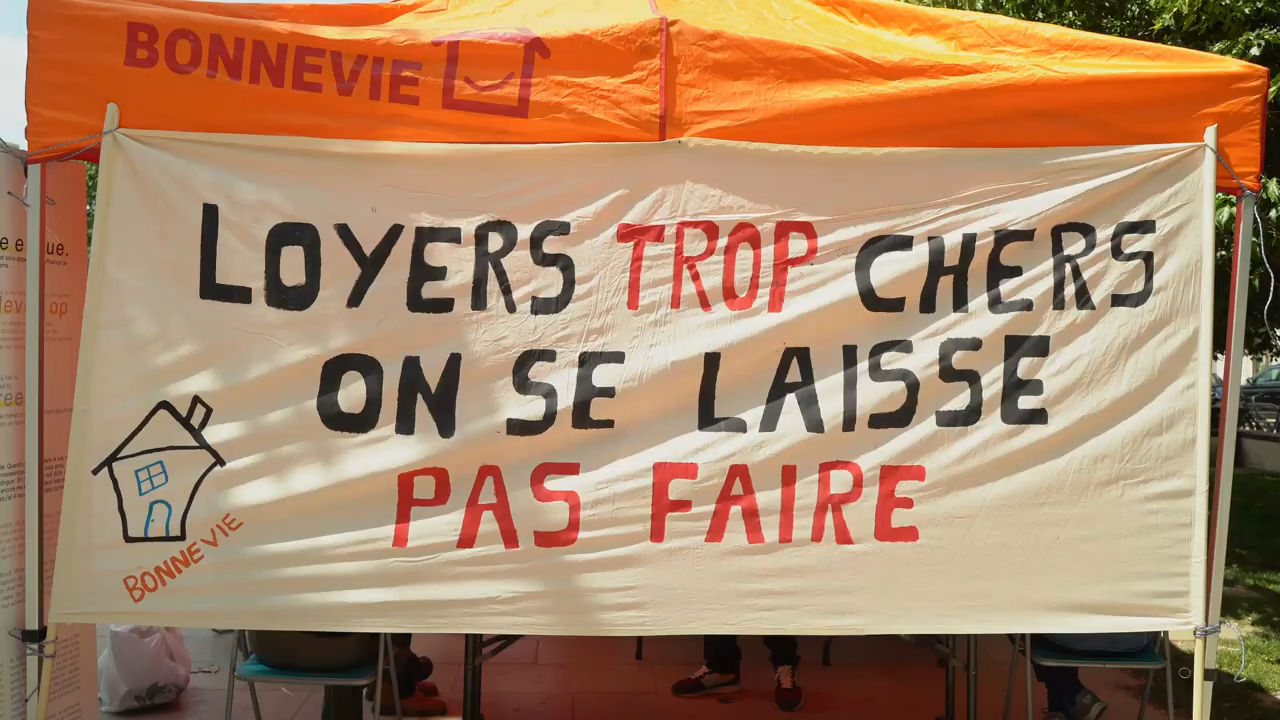 BONNEVIE
LOYERS TROP CHERS
ON SE LAISSE
PAS FAIRE
BONNEVIE